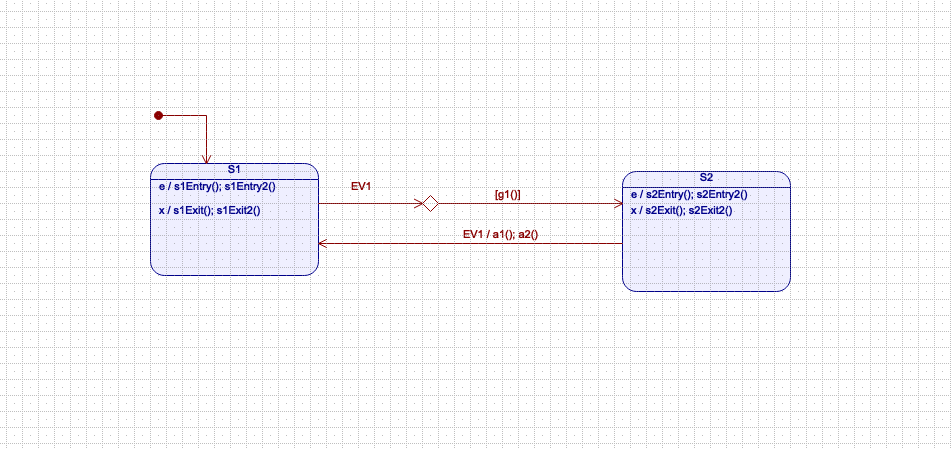 S1
e / s1Entry(); s1Entry2()
x / s1Exit(); s1Exit2()
EV1
[g1()]
EV1 / a1(); a2()
S2
e / s2Entry(); s2Entry2()
x / s2Exit(); s2Exit2()